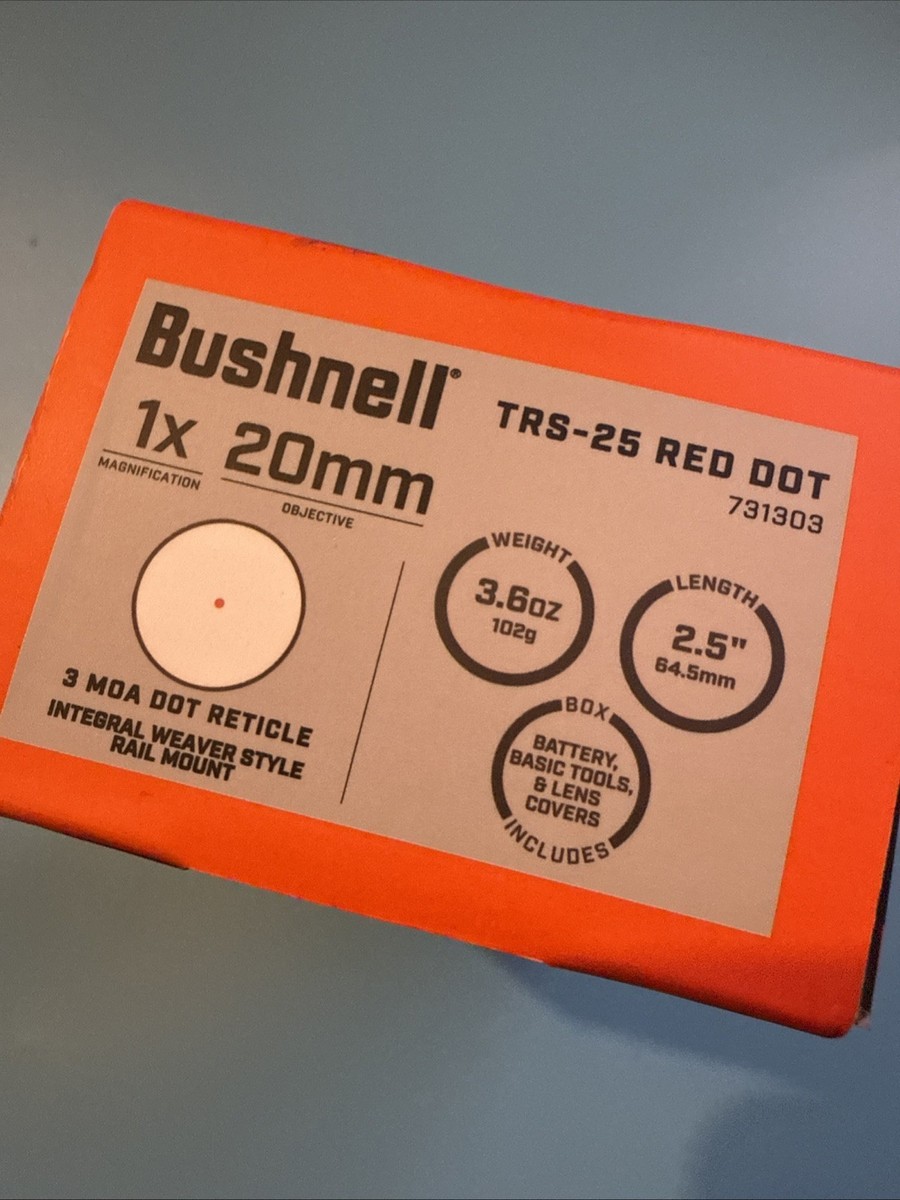 Bushnell®
TRS-25 RED DOT
731303
1x
MAGNIFICATION
20mm
OBJECTIVE
3 MOA DOT RETICLE
INTEGRAL WEAVER STYLE
RAIL MOUNT
WEIGHT
3.6oz
102g
LENGTH
2.5"
64.5mm
BOX
BATTERY,
BASIC TOOLS,
& LENS
COVERS
INCLUDES